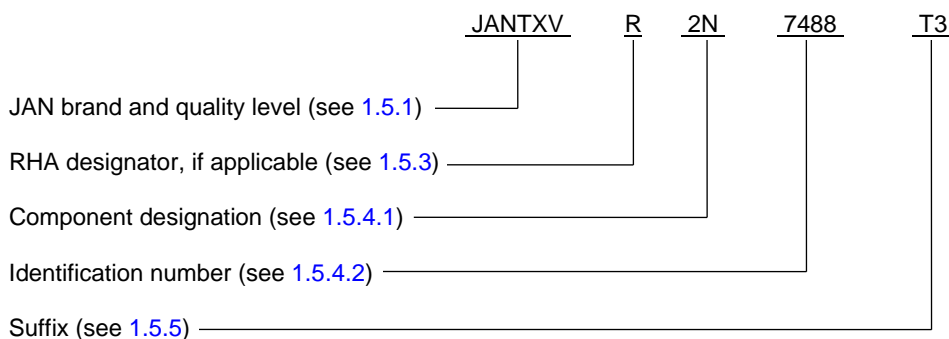 JANTXV R 2N 7488 T3
JAN brand and quality level (see 1.5.1)
RHA designator, if applicable (see 1.5.3)
Component designation (see 1.5.4.1)
Identification number (see 1.5.4.2)
Suffix (see 1.5.5)